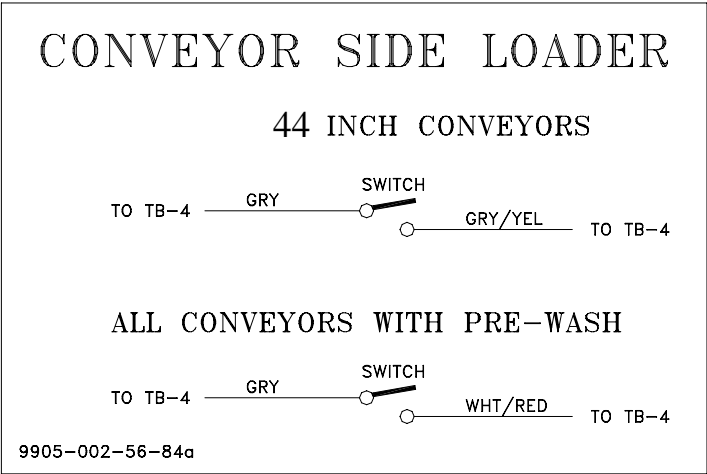 CONVEYOR SIDE LOADER
44 INCH CONVEYORS
SWITCH
TO TB-4 GRY
GRY/YEL TO TB-4
ALL CONVEYORS WITH PRE-WASH
SWITCH
TO TB-4 GRY
WHT/RED TO TB-4
9905-002-56-84a